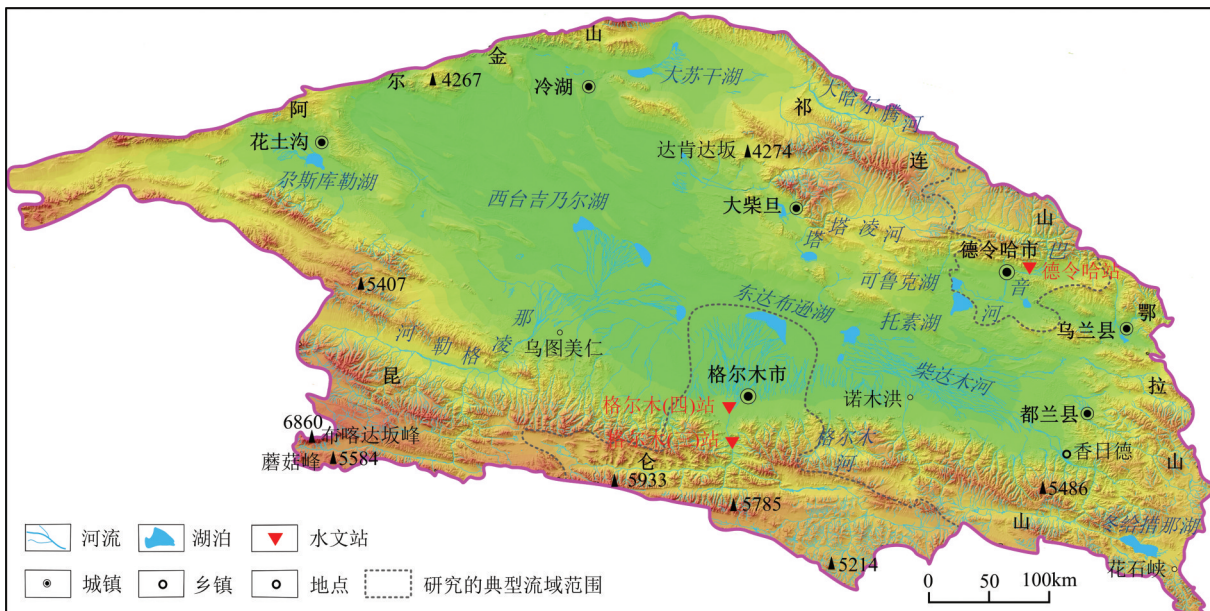 阿尔金山
4267
冷湖
大苏干湖
大哈尔腾河
祁连山
花土沟
尕斯库勒湖
达肯达坂
4274
西台吉乃尔湖
大柴旦
塔塔凌河
德令哈市
德令哈站
巴音河
5407
可鲁克湖
东达布逊湖
托素湖
乌兰县
鄂拉山
那凌格勒河
乌图美仁
昆仑山
柴达木河
格尔木市
格尔木(四)站
诺木洪
都兰县
6860
布喀达坂峰
格尔木河
香日德
蘑菇峰
5584
5933
5486
5785
冬给措那湖
5214
花石峡
河流
湖泊
水文站
城镇
乡镇
地点
研究的典型流域范围
0 50 100km